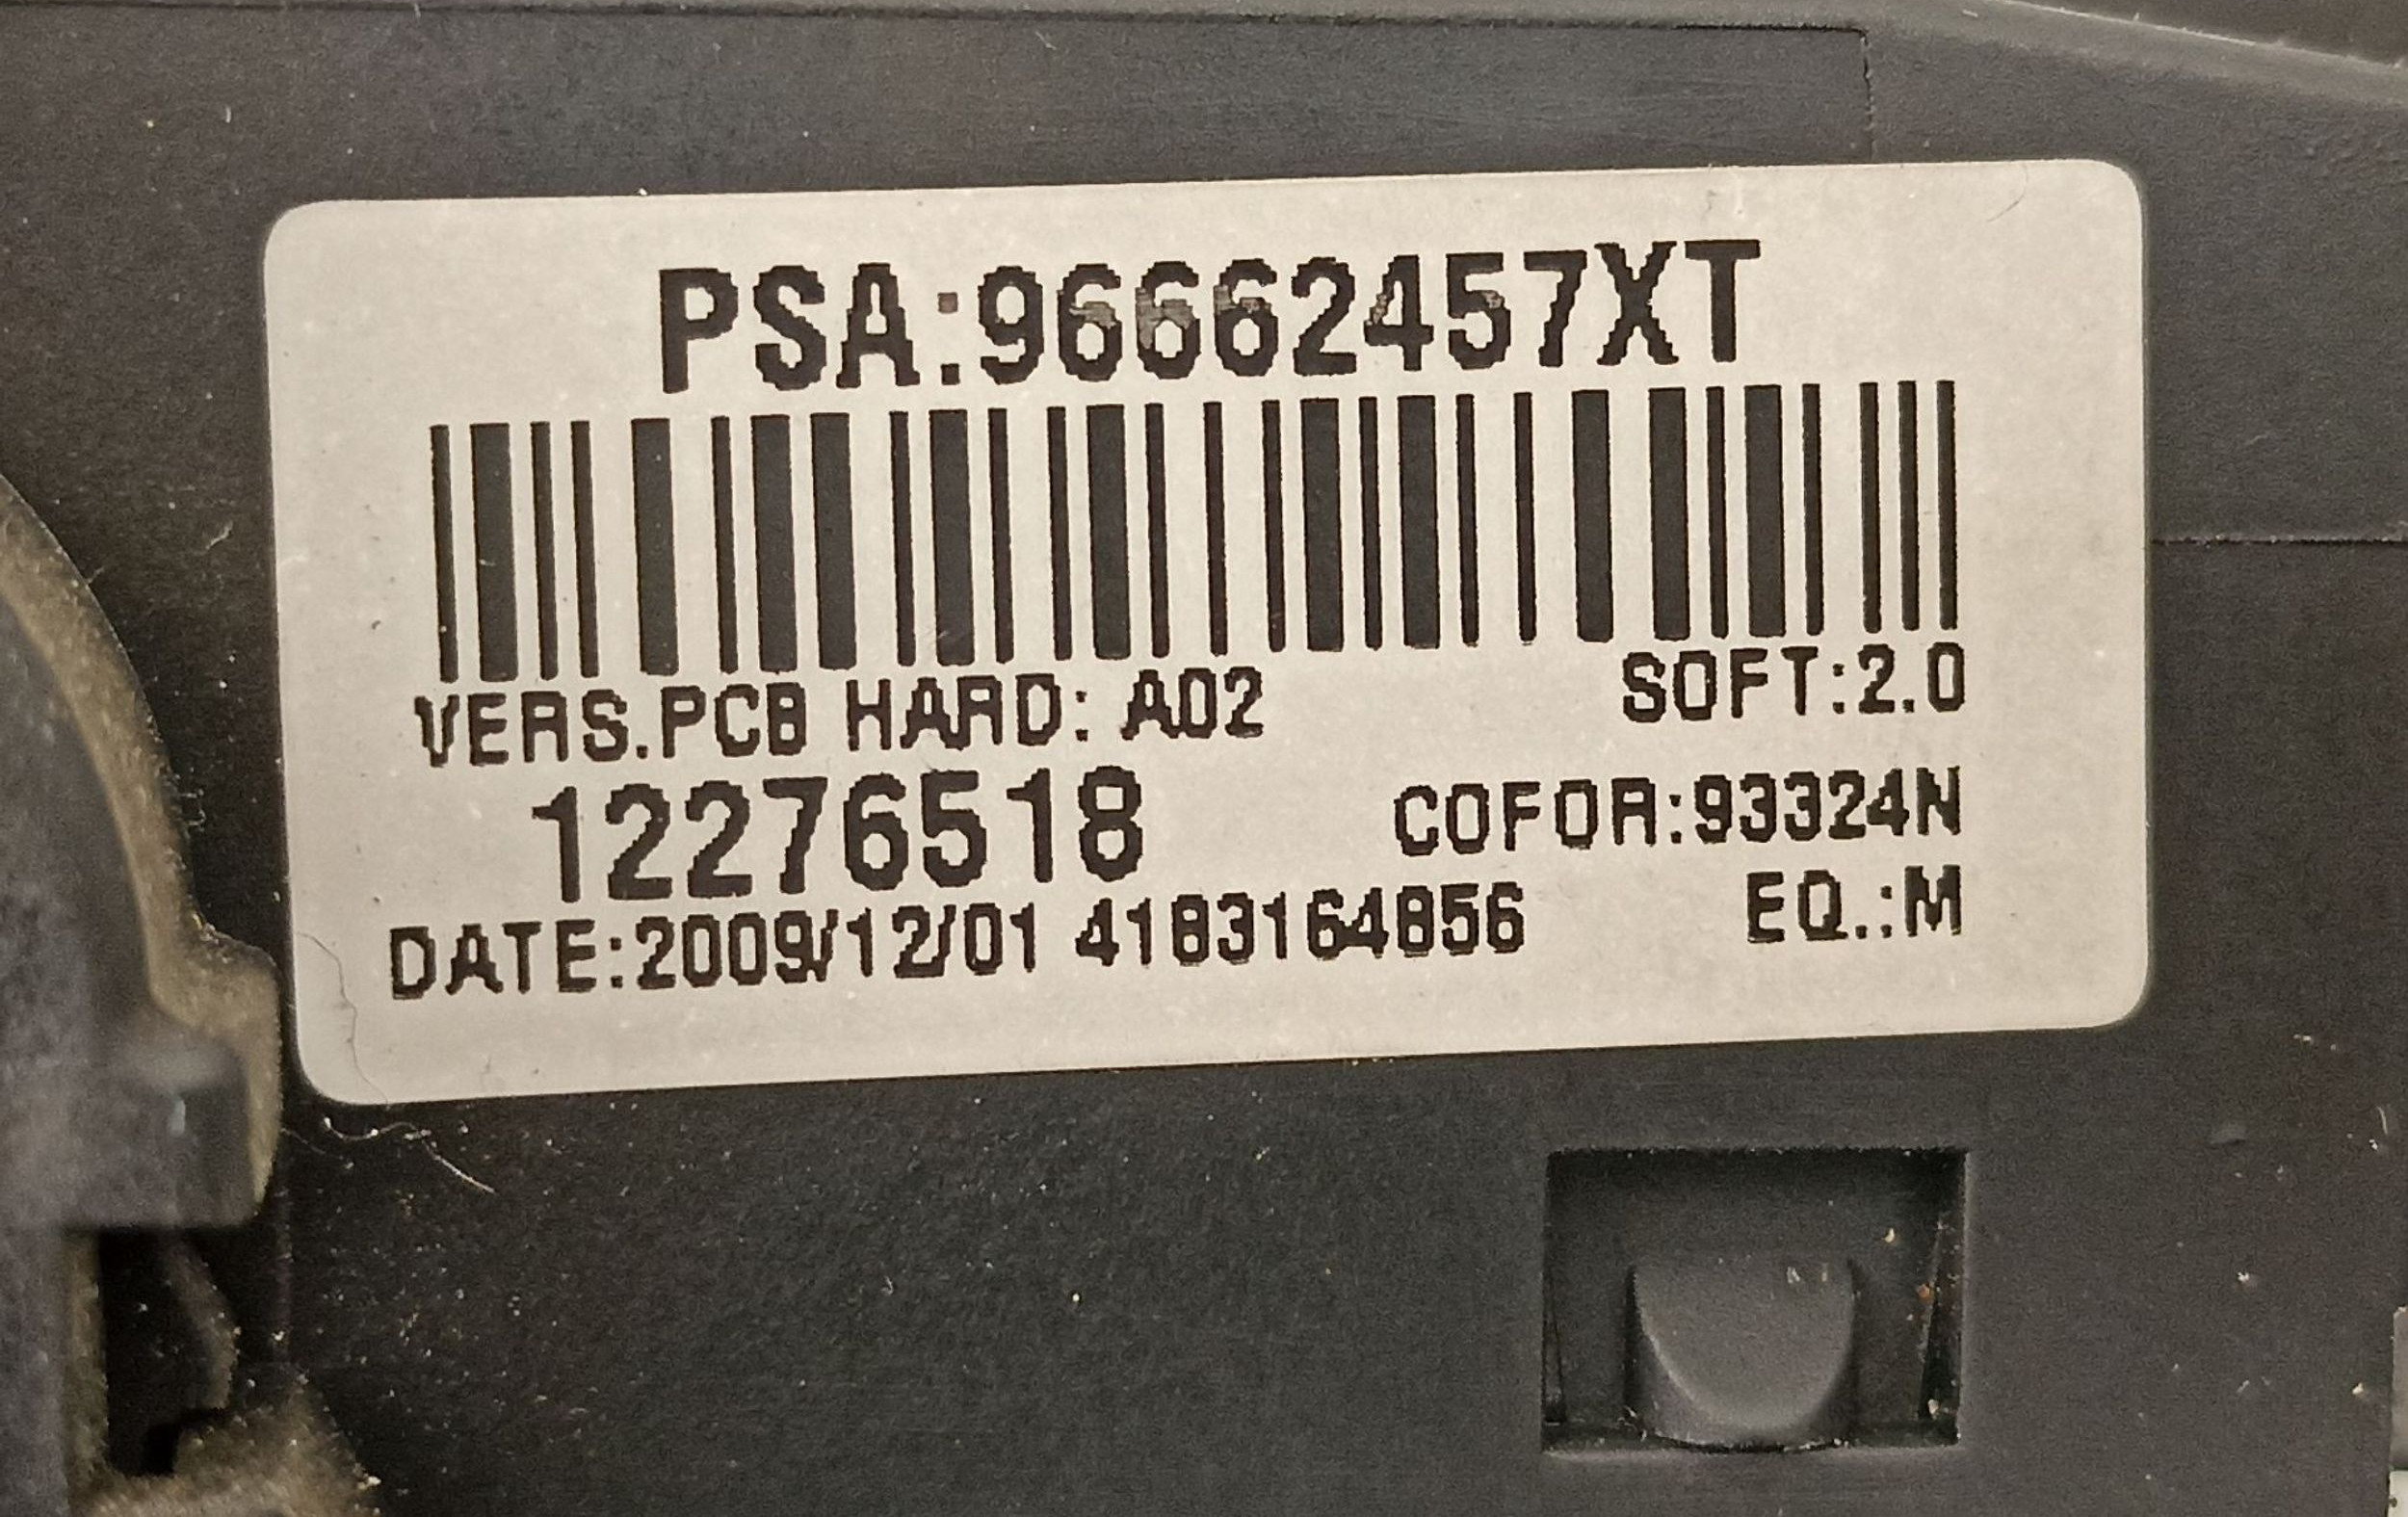 PSA:96662457XT
VERS.PCB HARD: A02 SOFT:2.0
12276518 COFOR:93324N
DATE:2009/12/01 4183164856 EQ.:M